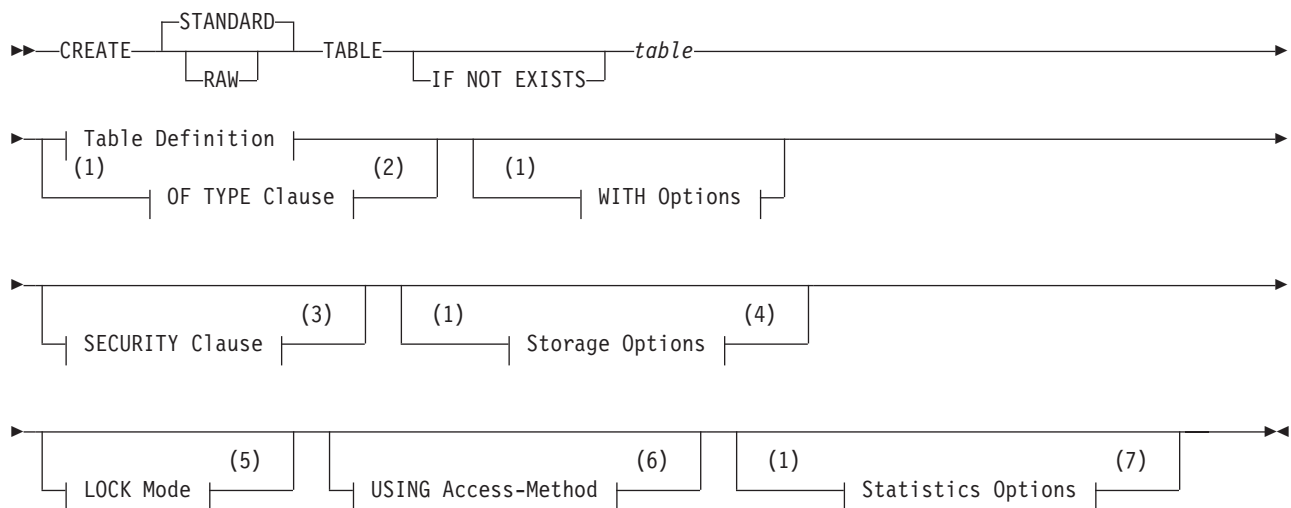 STANDARD
CREATE TABLE table
RAW IF NOT EXISTS
Table Definition
(1) (2) (1)
OF TYPE Clause WITH Options
(3) (1) (4)
SECURITY Clause Storage Options
(5) (6) (1) (7)
LOCK Mode USING Access-Method Statistics Options